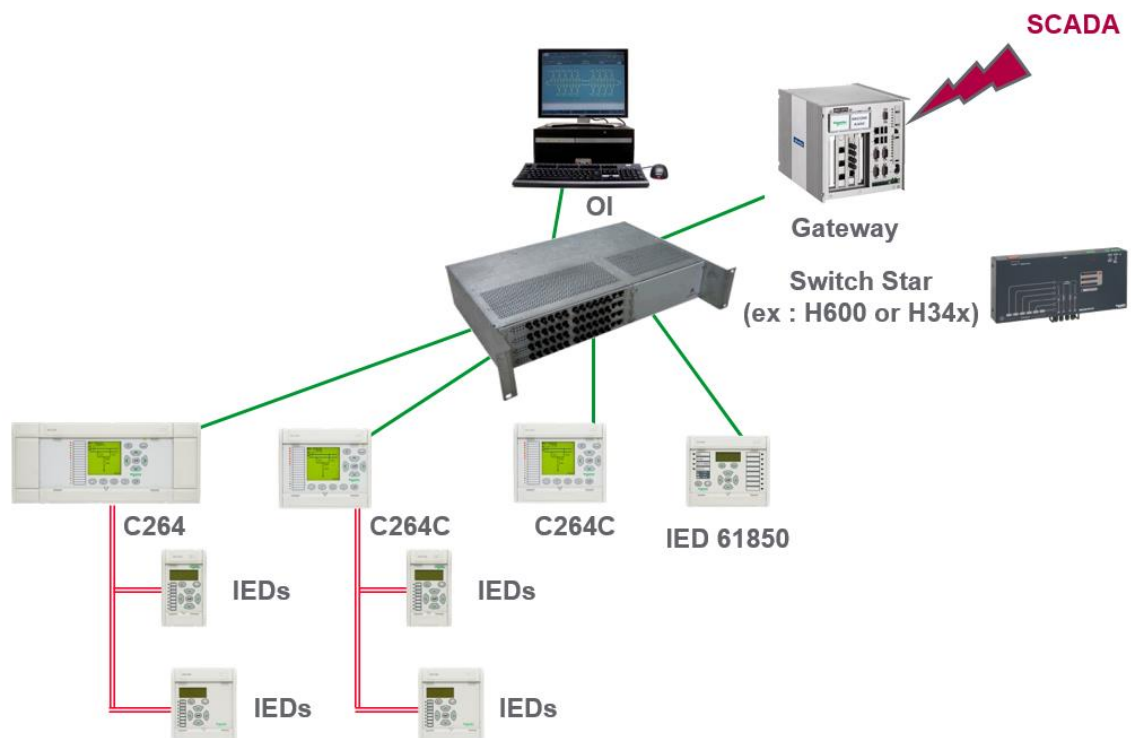 SCADA
OI
Gateway
Switch Star
(ex : H600 or H34x)
C264
C264C
C264C
IED 61850
IEDs
IEDs
IEDs
IEDs